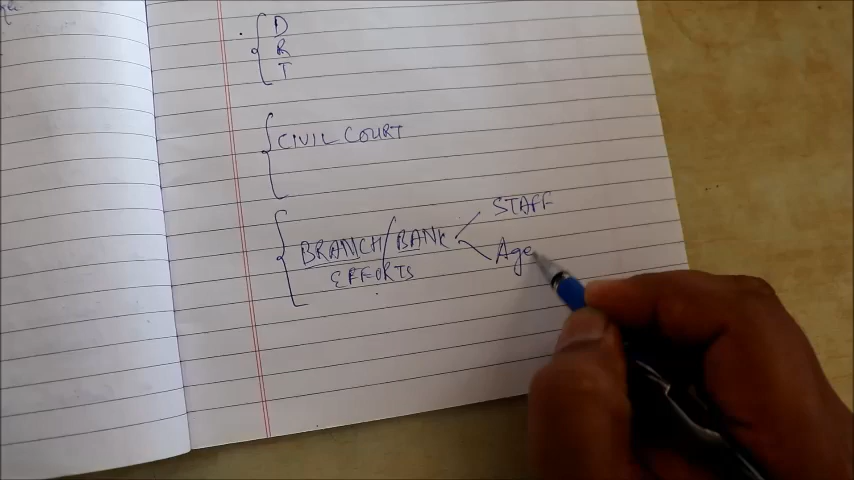 D
R
T
CIVIL COURT
BRANCH/BANK
EFFORTS
STAFF
Age